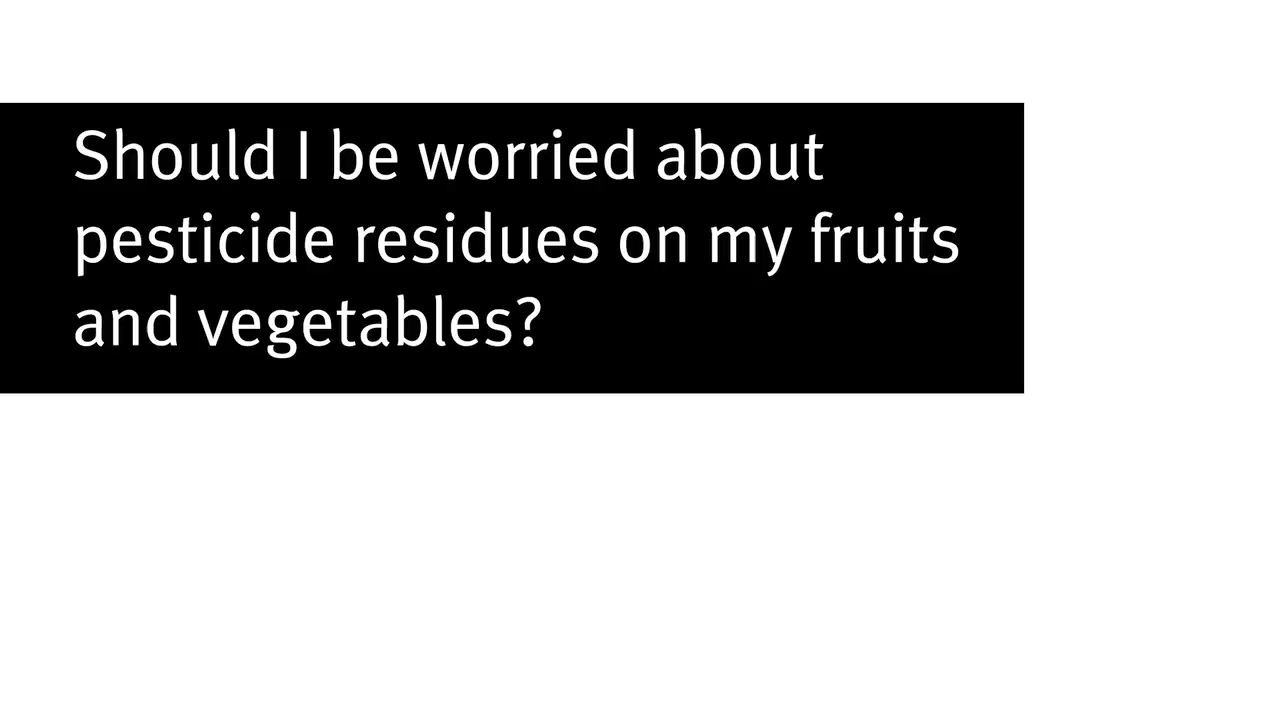 Should I be worried about
pesticide residues on my fruits
and vegetables?